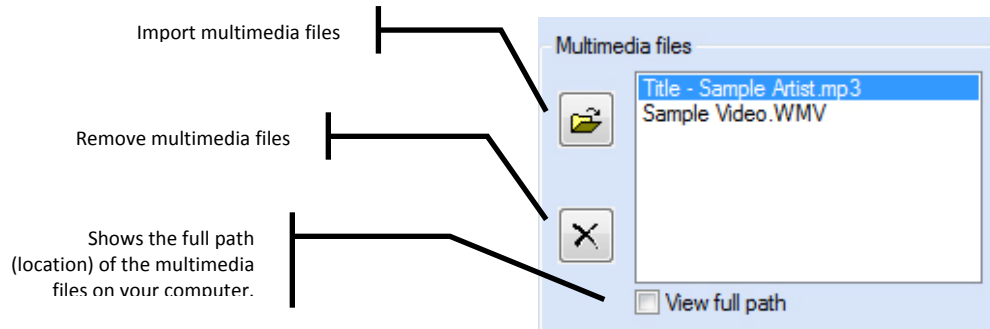 Import multimedia files
Multimedia files
Title - Sample Artist.mp3
Sample Video.WMV
Remove multimedia files
Shows the full path
(location) of the multimedia
files on your computer.
View full path